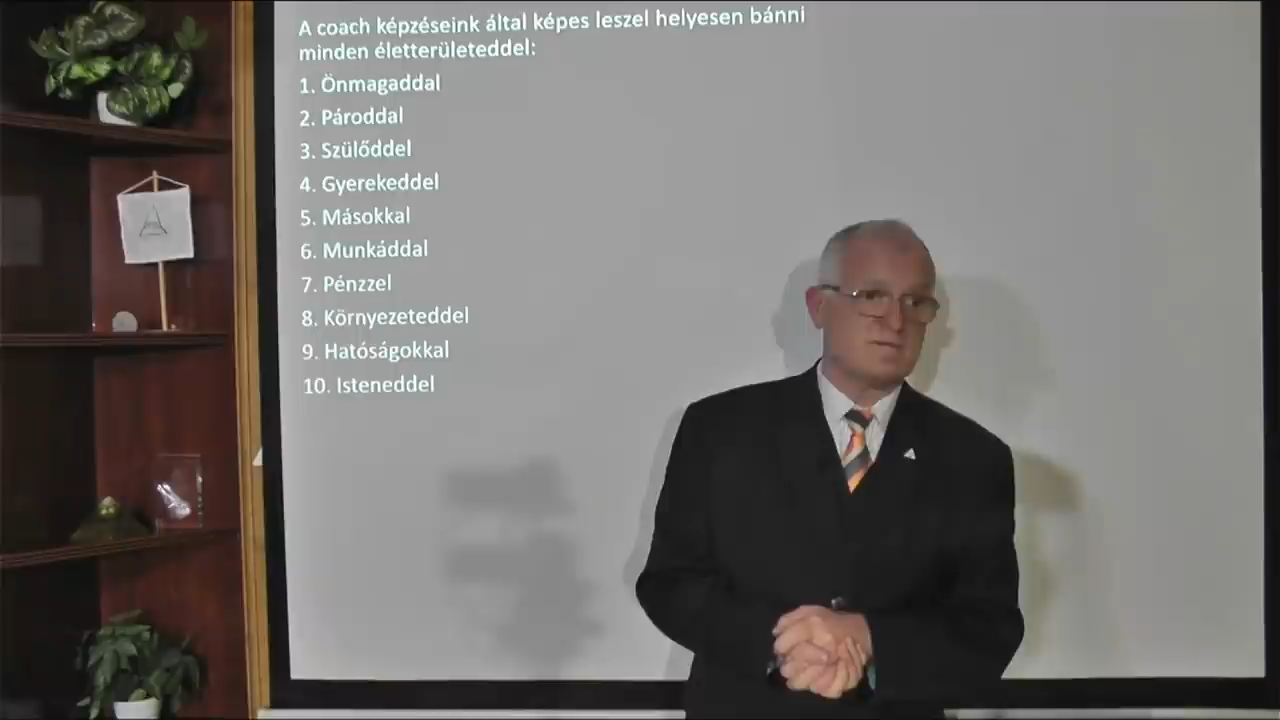 A coach képzéseink által képes leszel helyesen bánni
minden életterületeddel:
1. Önmagaddal
2. Pároddal
3. Szülőddel
4. Gyerekeddel
5. Másokkal
6. Munkáddal
7. Pénzzel
8. Környezeteddel
9. Hatóságokkal
10. Isteneddel